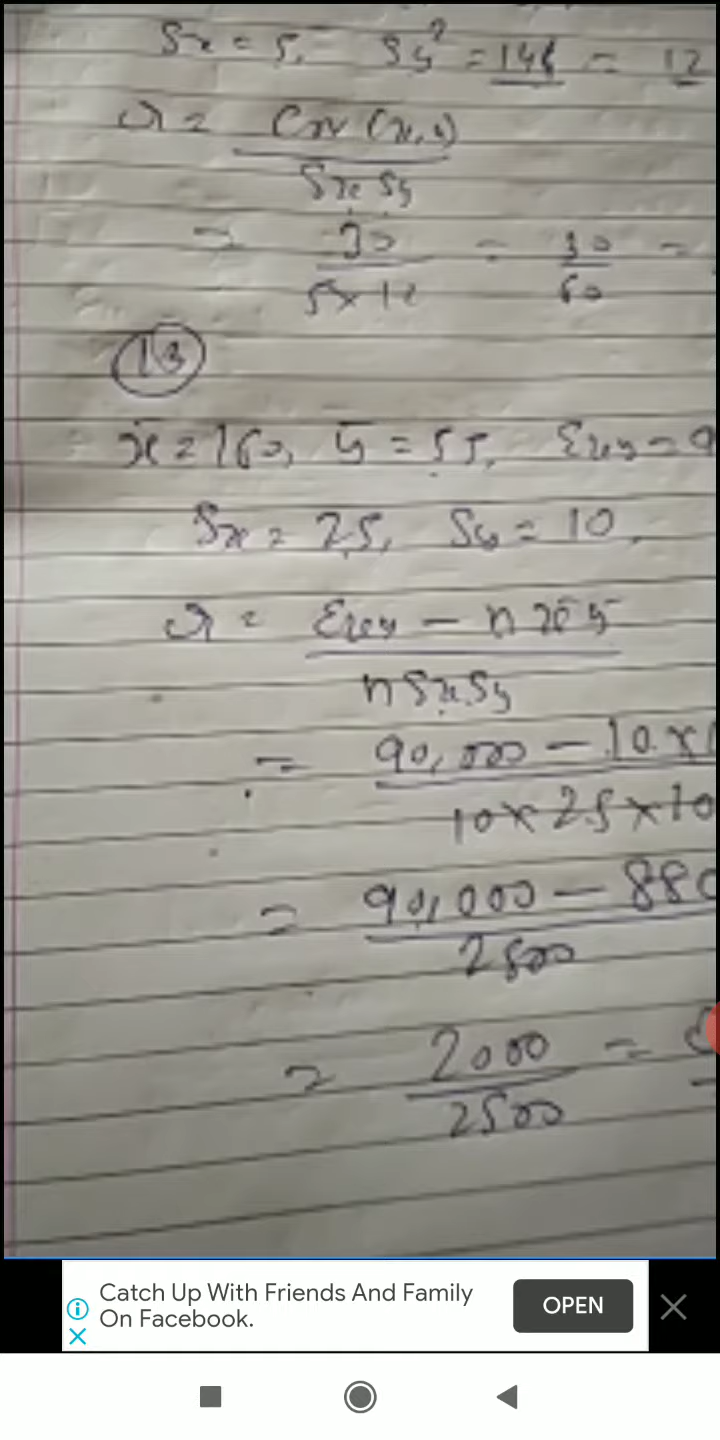 Sx = 5, Sy² = 144 = 12
r = Cov (x, y)
Sx Sy
= 30 = 30 =
5 x 12 60
13
x̄ = 160, ȳ = 55, Σxy = 9
Sx = 25, Sy = 10,
r = Σxy - n x̄ ȳ
n Sx. Sy
= 90,000 - 10 x 1
10 x 25 x 10
= 90,000 - 880
2500
= 2000 =
2500
Catch Up With Friends And Family
On Facebook.
OPEN